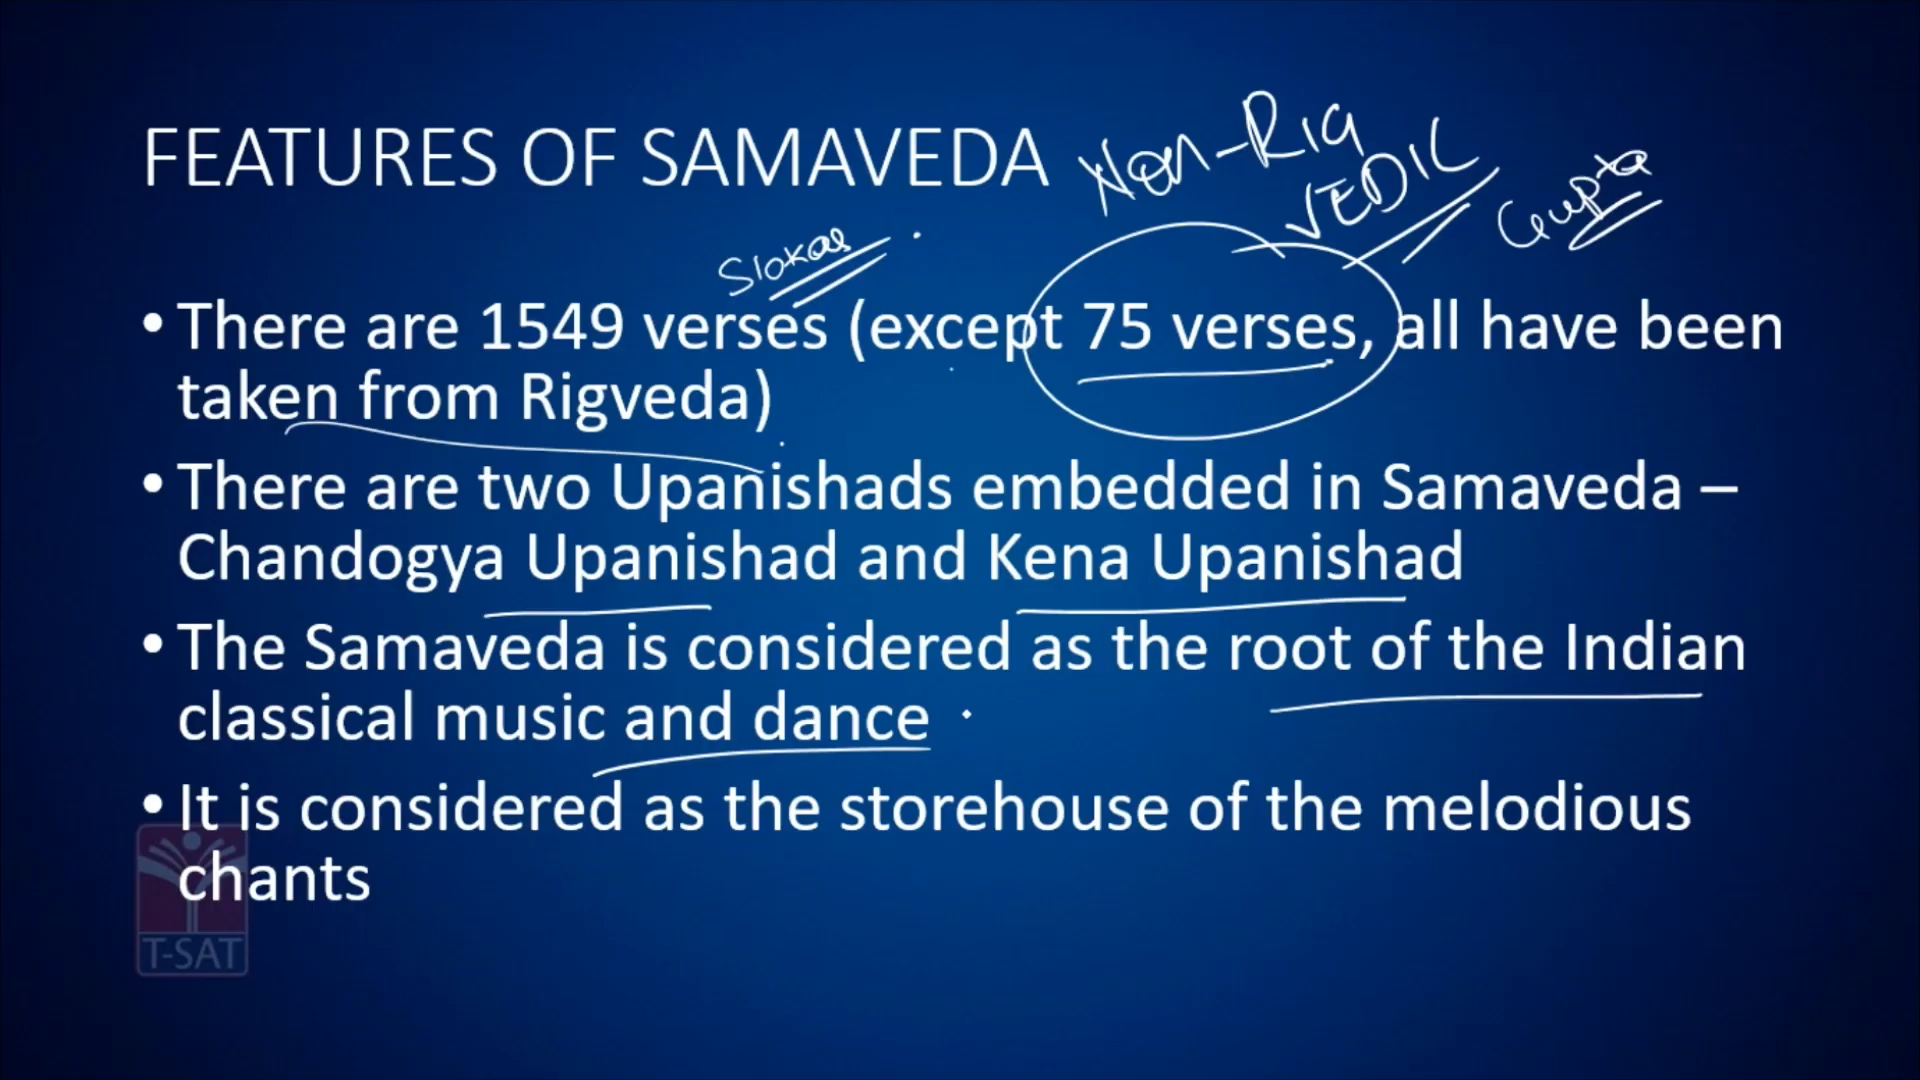 FEATURES OF SAMAVEDA
Non-Rig
VEDIC
Gupta
Slokas
• There are 1549 verses (except 75 verses, all have been
taken from Rigveda)
• There are two Upanishads embedded in Samaveda –
Chandogya Upanishad and Kena Upanishad
• The Samaveda is considered as the root of the Indian
classical music and dance
• It is considered as the storehouse of the melodious
chants
T-SAT